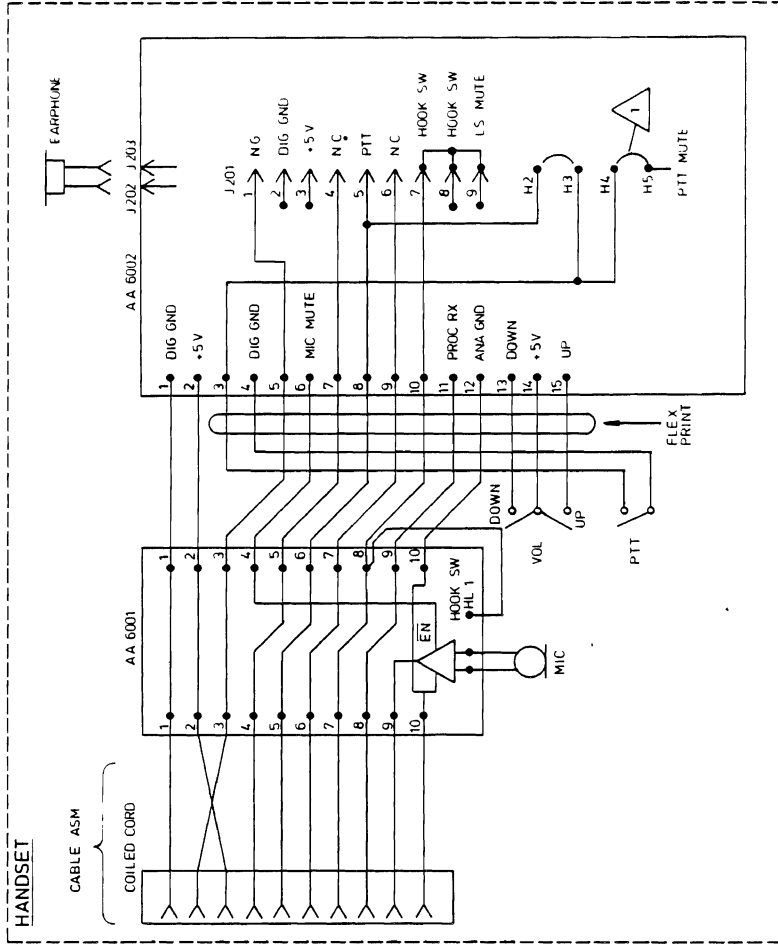 HANDSET
CABLE ASM
COILED CORD
1
2
3
4
5
6
7
8
9
10
AA 6001
1
2
3
4
5
6
7
8
9
10
EN
HOOK SW
HL 1
MIC
DOWN
VOL
UP
PTT
FLEX
PRINT
AA 6002
1 DIG GND
2 +5V
3
4 DIG GND
5
6 MIC MUTE
7
8
9
10
11 PROC RX
12 ANA GND
13 DOWN
14 +5V
15 UP
J201
1 NG
2 DIG GND
3 +5V
4 NC
5 PTT
6 NC
7 HOOK SW
8 HOOK SW
9 LS MUTE
H2
H3
H4
H5
PTT MUTE
1
J202
J203
EARPHONE